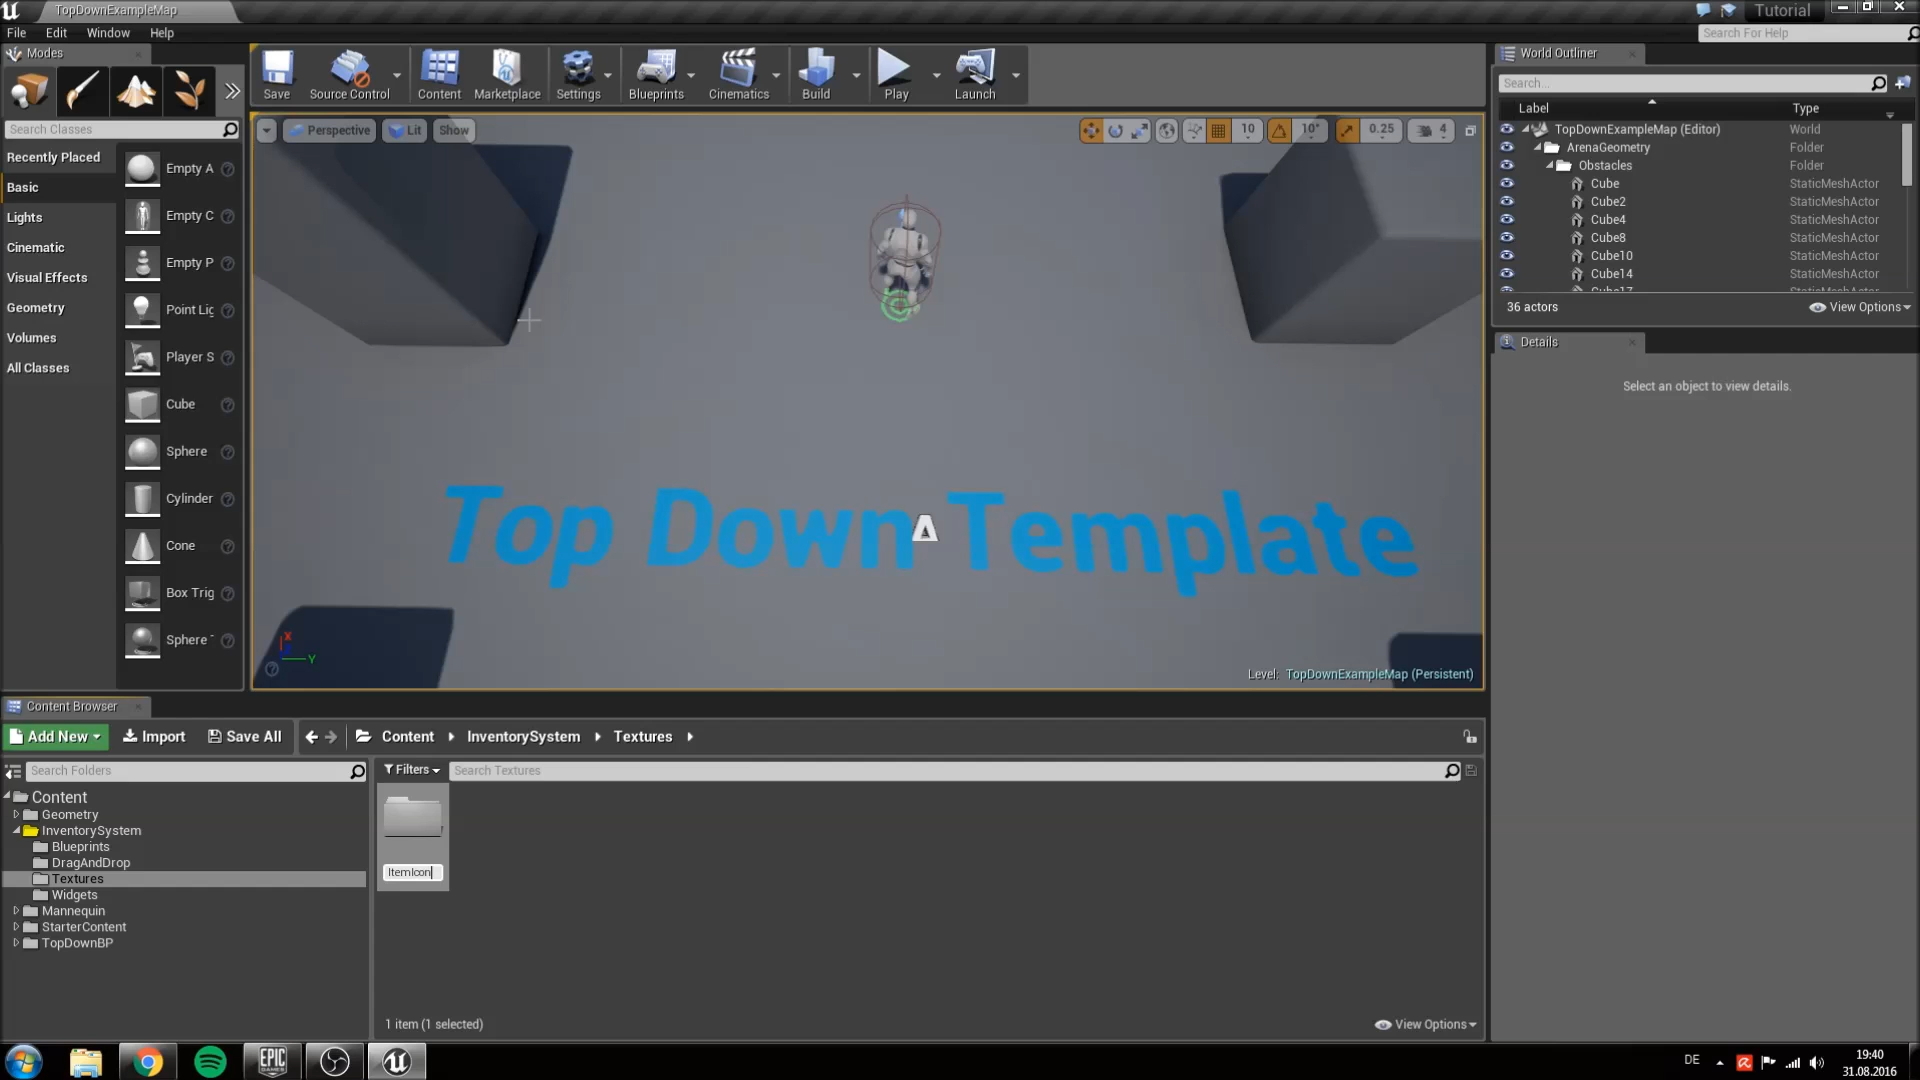 TopDownExampleMap
Tutorial
File Edit Window Help
Search For Help
Modes
Save
Source Control
Content
Marketplace
Settings
Blueprints
Cinematics
Build
Play
Launch
World Outliner
Search...
Label Type
Search Classes
Recently Placed
Basic
Lights
Cinematic
Visual Effects
Geometry
Volumes
All Classes
Empty A
Empty C
Empty P
Point Lig
Player S
Cube
Sphere
Cylinder
Cone
Box Trig
Sphere
Perspective Lit Show
10 10° 0.25 4
Top Down Template
X
Y
Level: TopDownExampleMap (Persistent)
TopDownExampleMap (Editor) World
ArenaGeometry Folder
Obstacles Folder
Cube StaticMeshActor
Cube2 StaticMeshActor
Cube4 StaticMeshActor
Cube8 StaticMeshActor
Cube10 StaticMeshActor
Cube14 StaticMeshActor
36 actors View Options
Details
Select an object to view details.
Content Browser
Add New Import Save All Content InventorySystem Textures
Search Folders
Filters Search Textures
Content
Geometry
InventorySystem
Blueprints
DragAndDrop
Textures
Widgets
Mannequin
StarterContent
TopDownBP
ItemIcon
1 item (1 selected)
View Options
EPIC
GAMES
DE
19:40
31.08.2016